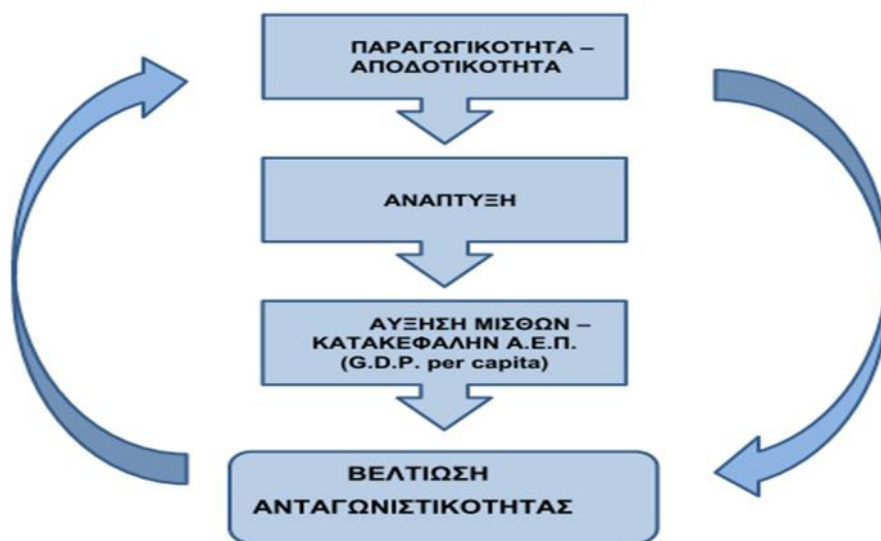 ΠΑΡΑΓΩΓΙΚΟΤΗΤΑ –
ΑΠΟΔΟΤΙΚΟΤΗΤΑ
ΑΝΑΠΤΥΞΗ
ΑΥΞΗΣΗ ΜΙΣΘΩΝ –
ΚΑΤΑΚΕΦΑΛΗΝ Α.Ε.Π.
(G.D.P. per capita)
ΒΕΛΤΙΩΣΗ
ΑΝΤΑΓΩΝΙΣΤΙΚΟΤΗΤΑΣ